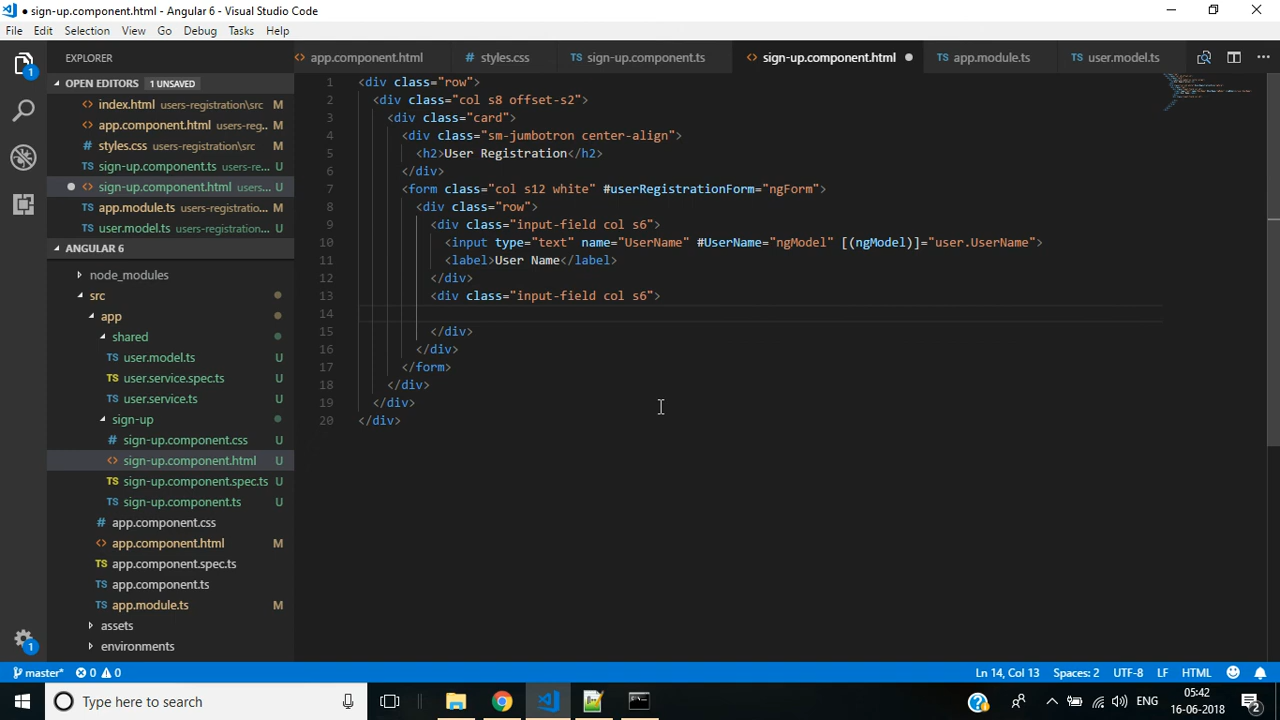 sign-up.component.html - Angular 6 - Visual Studio Code
File Edit Selection View Go Debug Tasks Help
EXPLORER
app.component.html styles.css sign-up.component.ts sign-up.component.html app.module.ts user.model.ts
OPEN EDITORS 1 UNSAVED
index.html users-registration\src M
app.component.html users-reg... M
styles.css users-registration\src M
sign-up.component.ts users-re... U
sign-up.component.html users... U
app.module.ts users-registratio... M
user.model.ts users-registration... U
ANGULAR 6
node_modules
src
app
shared
user.model.ts U
user.service.spec.ts U
user.service.ts U
sign-up
sign-up.component.css U
sign-up.component.html U
sign-up.component.spec.ts U
sign-up.component.ts U
app.component.css
app.component.html M
app.component.spec.ts
app.component.ts
app.module.ts M
assets
environments
1 <div class="row">
2 <div class="col s8 offset-s2">
3 <div class="card">
4 <div class="sm-jumbotron center-align">
5 <h2>User Registration</h2>
6 </div>
7 <form class="col s12 white" #userRegistrationForm="ngForm">
8 <div class="row">
9 <div class="input-field col s6">
10 <input type="text" name="UserName" #UserName="ngModel" [(ngModel)]="user.UserName">
11 <label>User Name</label>
12 </div>
13 <div class="input-field col s6">
14
15 </div>
16 </div>
17 </form>
18 </div>
19 </div>
20 </div>
1
1
master* 0 0 Ln 14, Col 13 Spaces: 2 UTF-8 LF HTML
Type here to search
ENG
05:42
16-06-2018
2